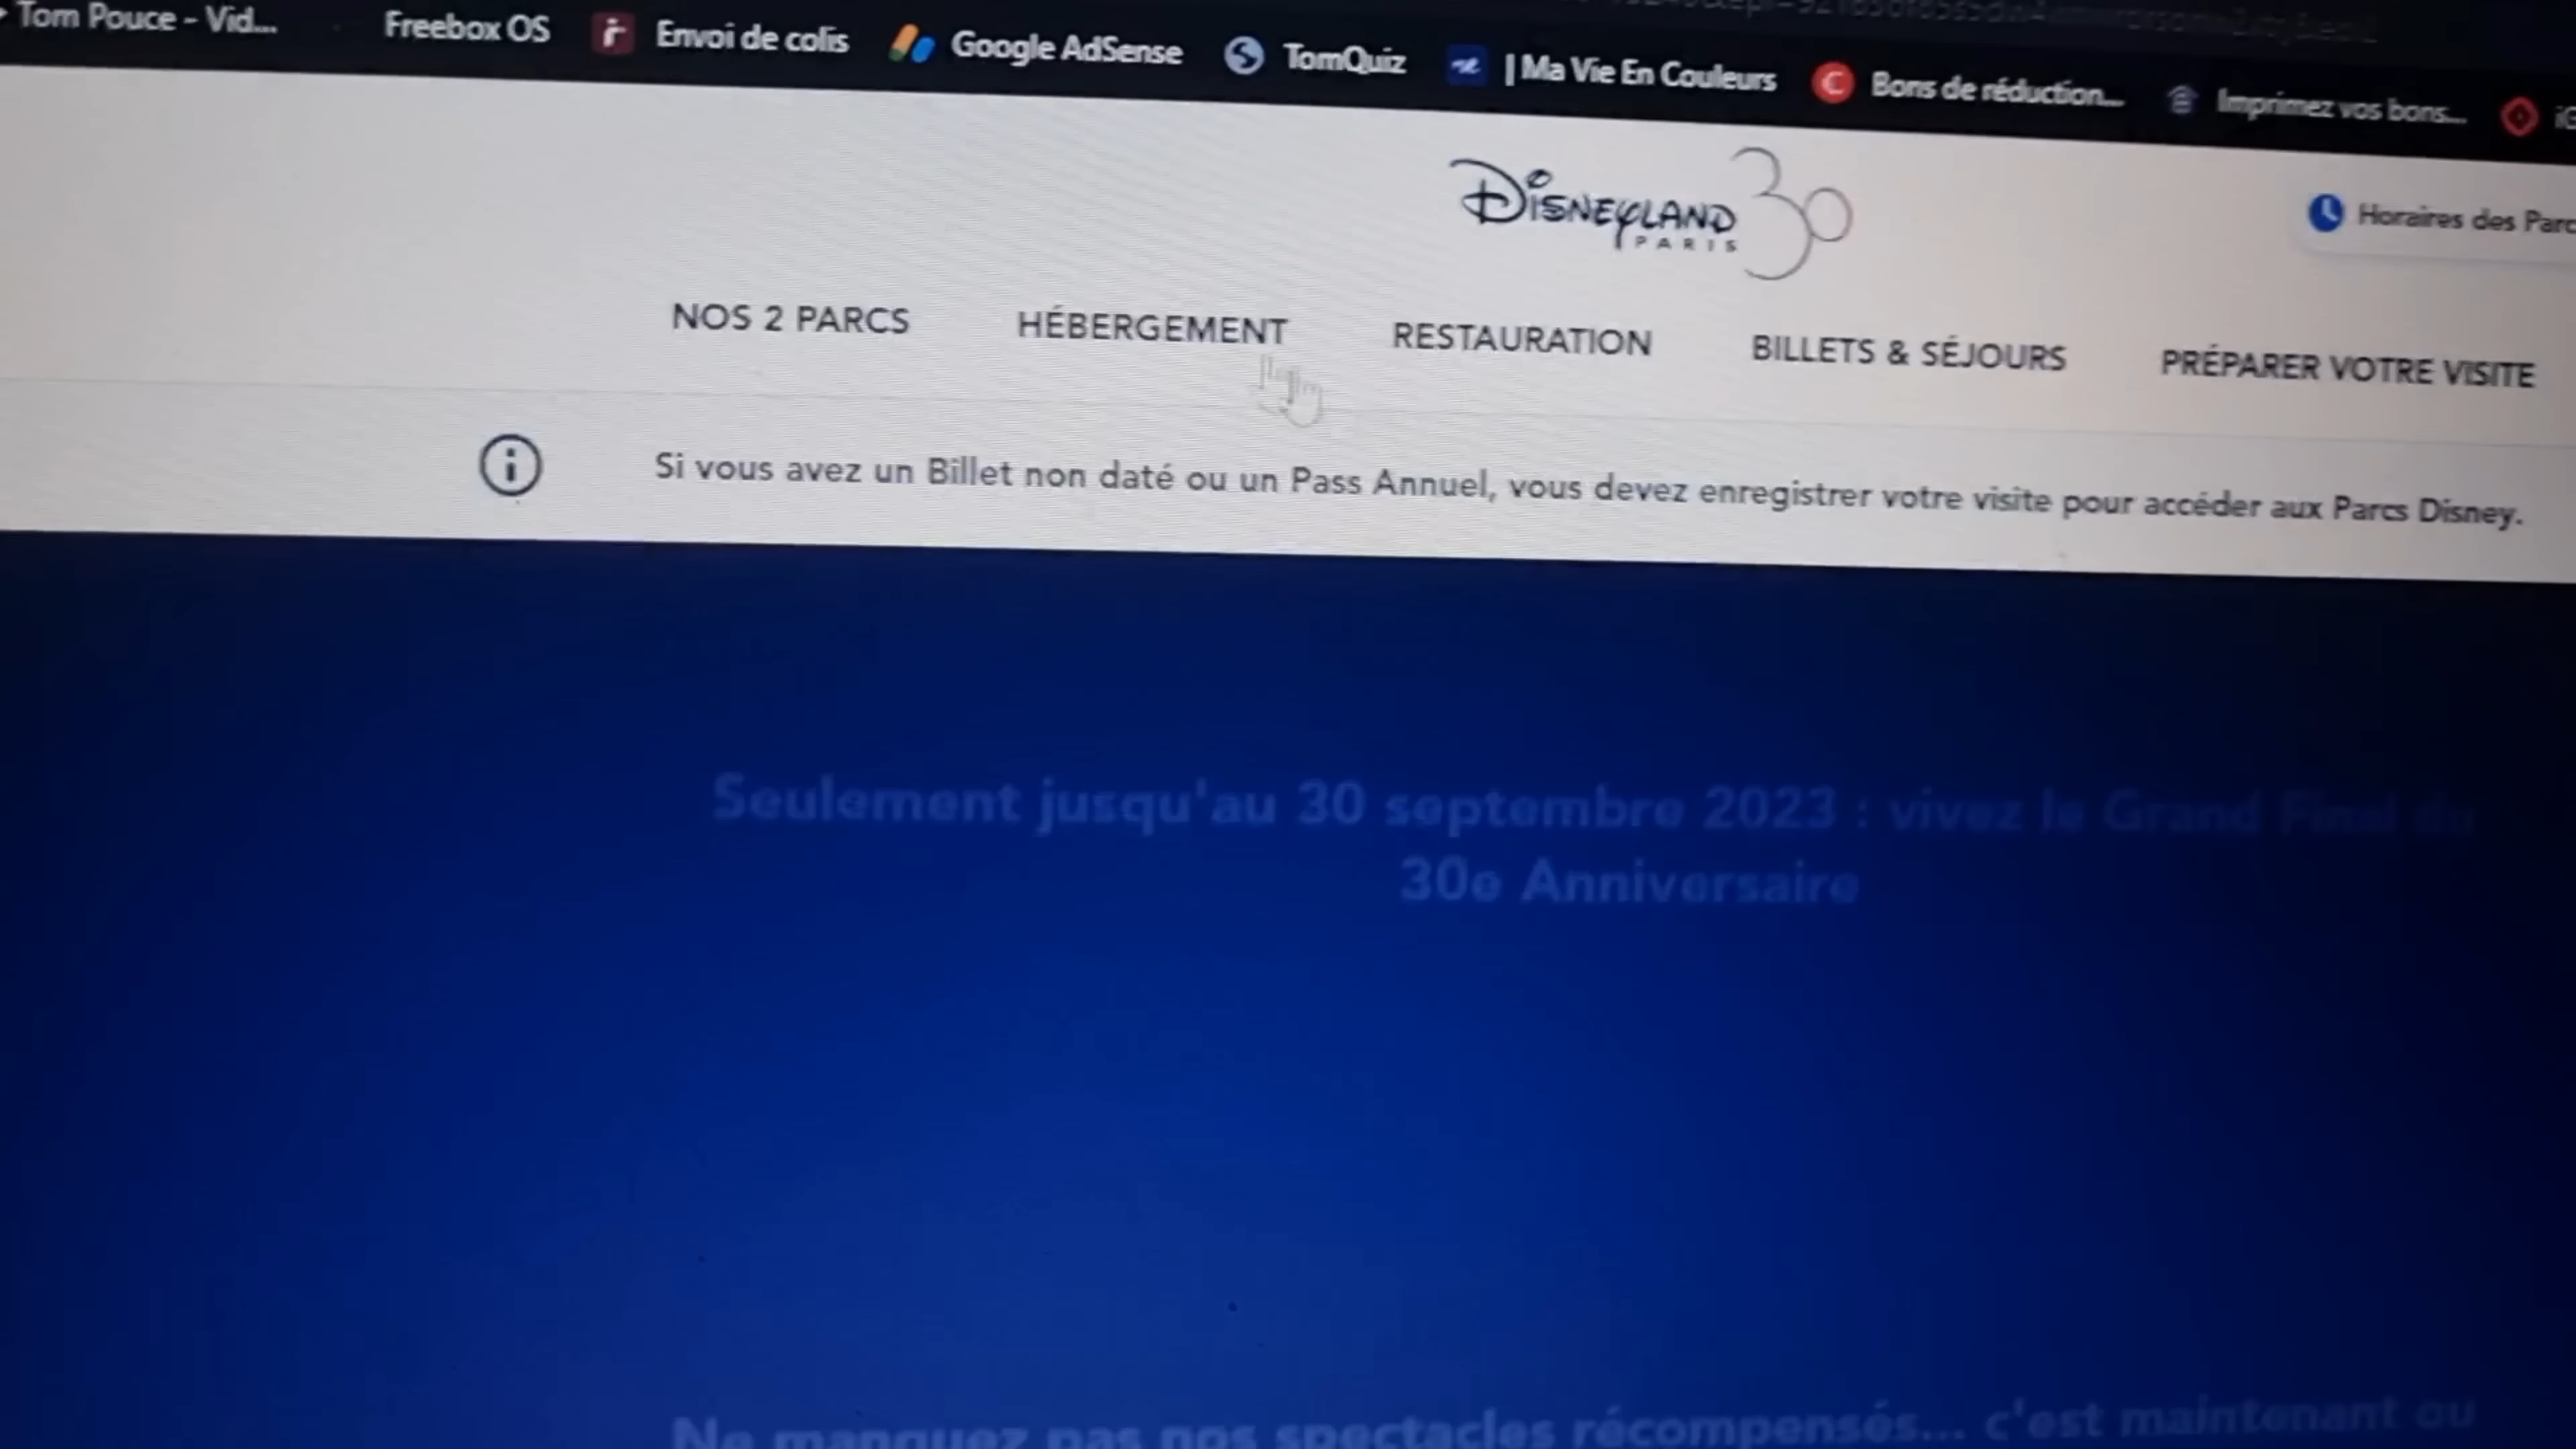 Tom Pouce - Vid... Freebox OS Envoi de colis Google AdSense TomQuiz | Ma Vie En Couleurs Bons de réduction... Imprimez vos bons...
DISNEYLAND 30
PARIS
Horaires des Parc
NOS 2 PARCS HÉBERGEMENT RESTAURATION BILLETS & SÉJOURS PRÉPARER VOTRE VISITE
Si vous avez un Billet non daté ou un Pass Annuel, vous devez enregistrer votre visite pour accéder aux Parcs Disney.
Seulement jusqu'au 30 septembre 2023 : vivez le Grand Final du
30e Anniversaire
Ne manquez pas nos spectacles récompensés... c'est maintenant ou